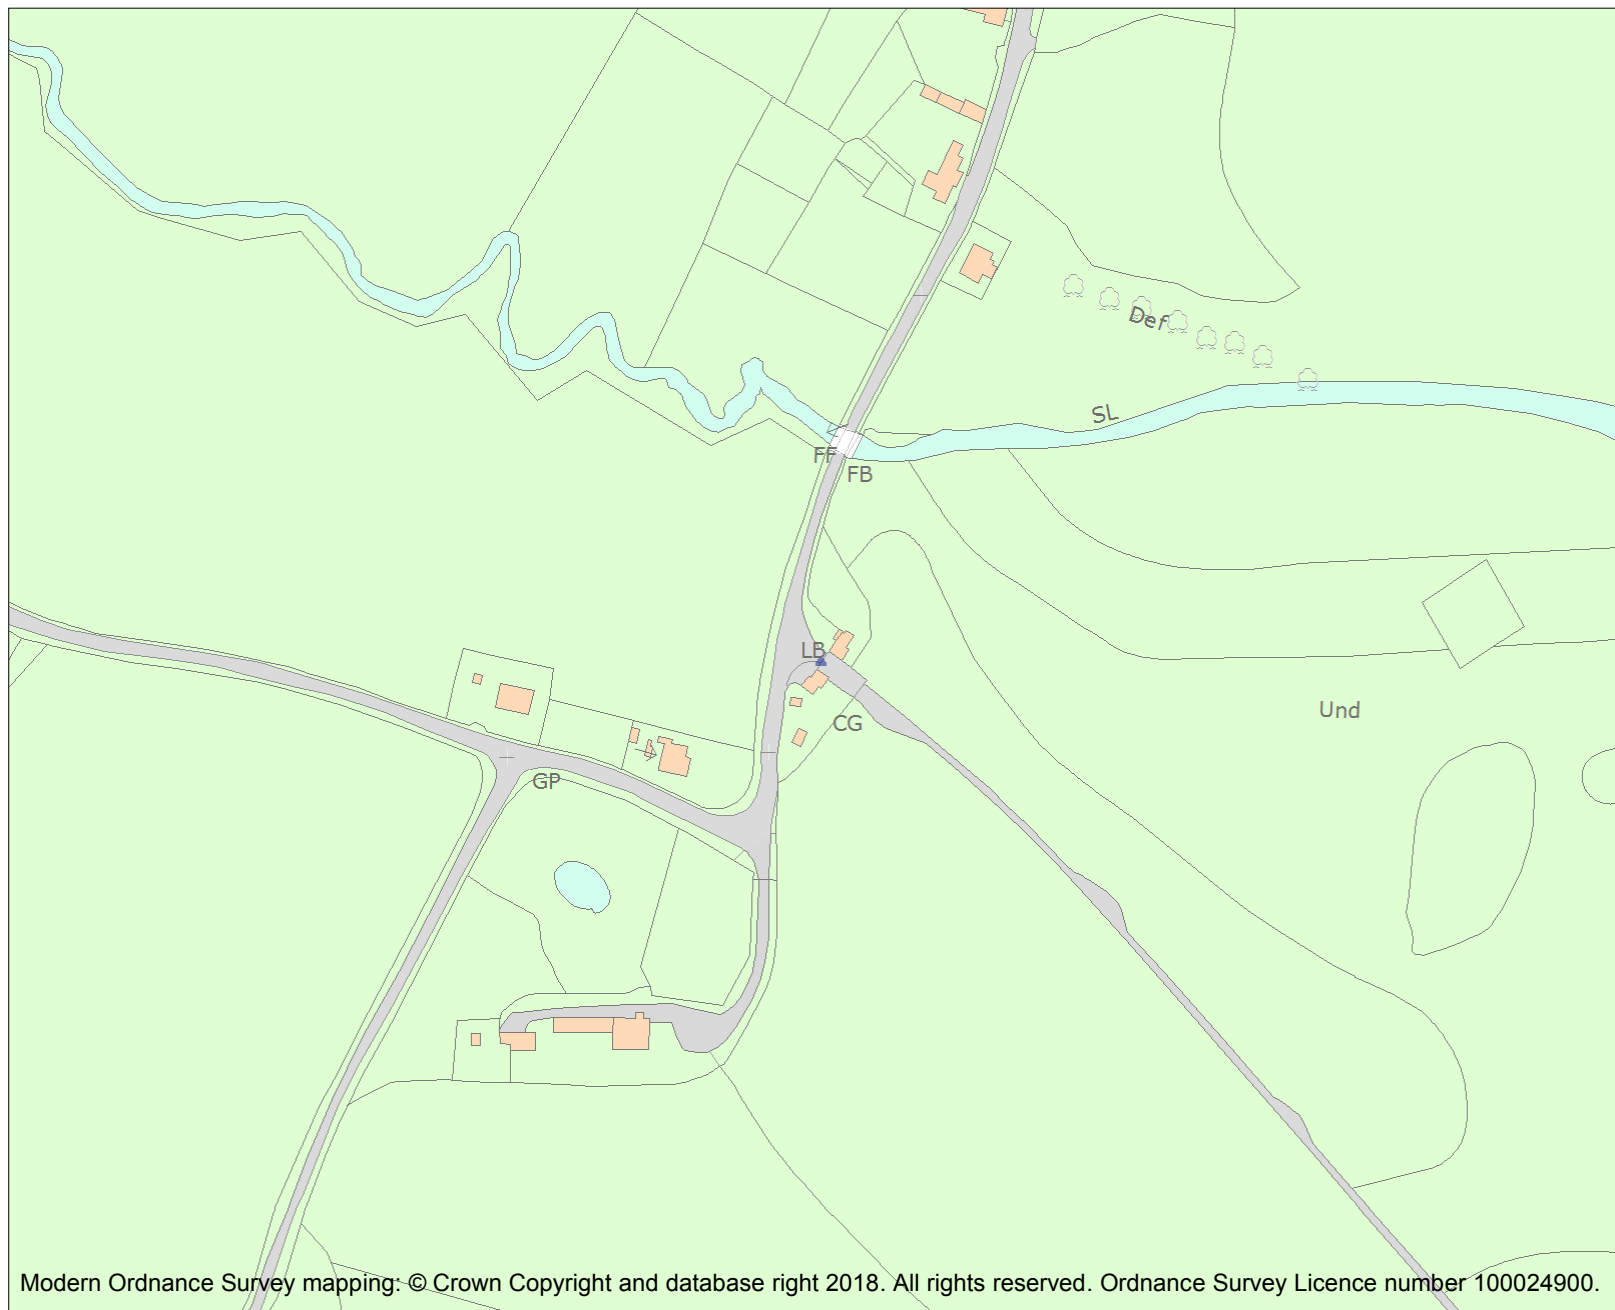 Def
SL
FF
FB
LB
Und
CG
GP
Modern Ordnance Survey mapping: © Crown Copyright and database right 2018. All rights reserved. Ordnance Survey Licence number 100024900.